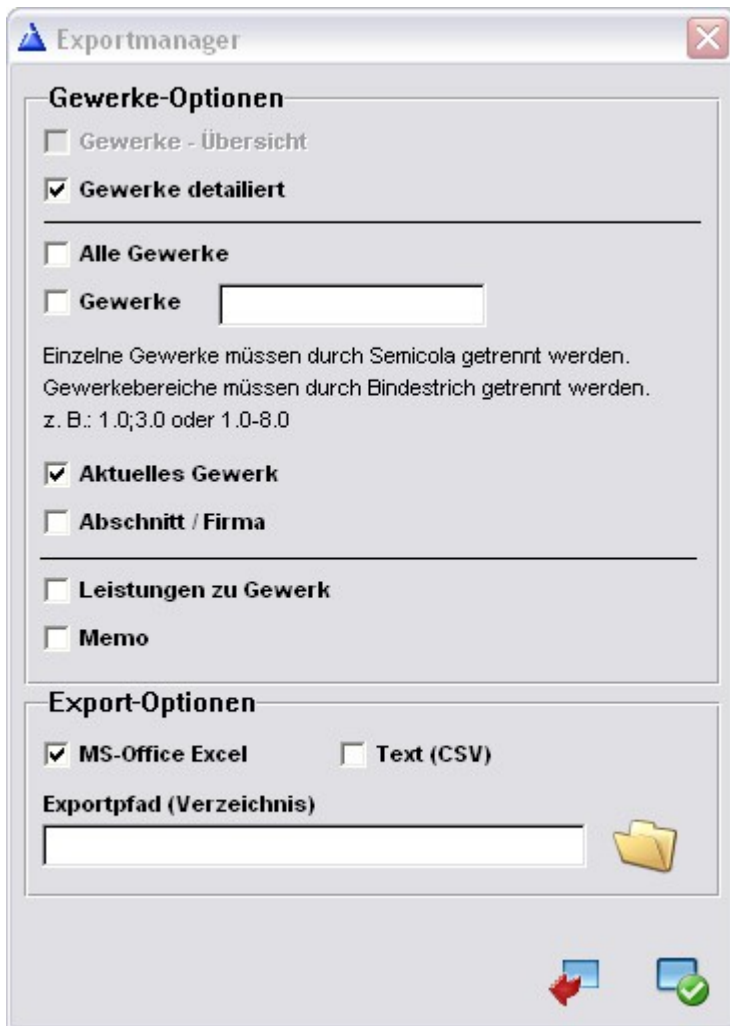 Exportmanager
Gewerke-Optionen
Gewerke - Übersicht
Gewerke detailiert
Alle Gewerke
Gewerke
Einzelne Gewerke müssen durch Semicola getrennt werden.
Gewerkebereiche müssen durch Bindestrich getrennt werden.
z. B.: 1.0;3.0 oder 1.0-8.0
Aktuelles Gewerk
Abschnitt / Firma
Leistungen zu Gewerk
Memo
Export-Optionen
MS-Office Excel Text (CSV)
Exportpfad (Verzeichnis)